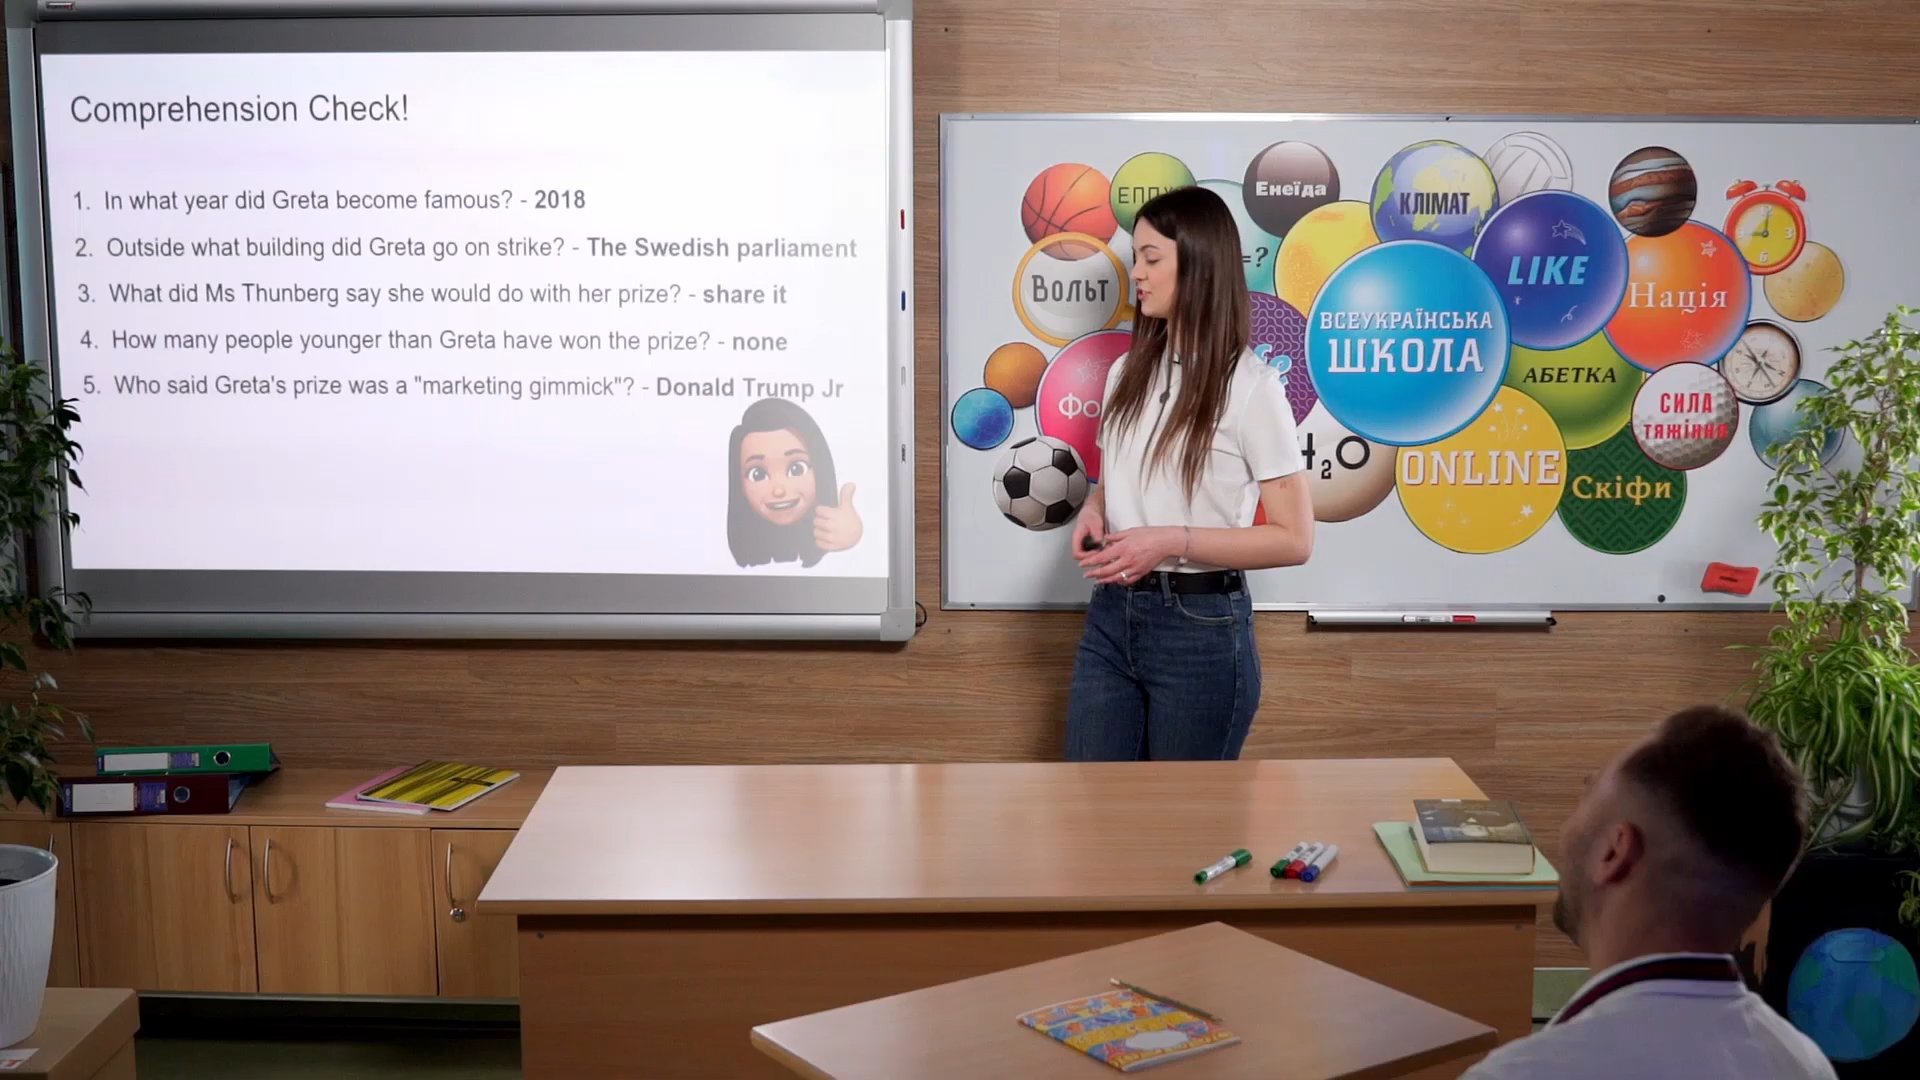 Comprehension Check!
1. In what year did Greta become famous? - 2018
2. Outside what building did Greta go on strike? - The Swedish parliament
3. What did Ms Thunberg say she would do with her prize? - share it
4. How many people younger than Greta have won the prize? - none
5. Who said Greta's prize was a "marketing gimmick"? - Donald Trump Jr
Енеїда
КЛІМАТ
=?
Вольт
LIKE
Нація
ВСЕУКРАЇНСЬКА
ШКОЛА
АБЕТКА
СИЛА
ТЯЖІННЯ
H₂O
ONLINE
Скіфи